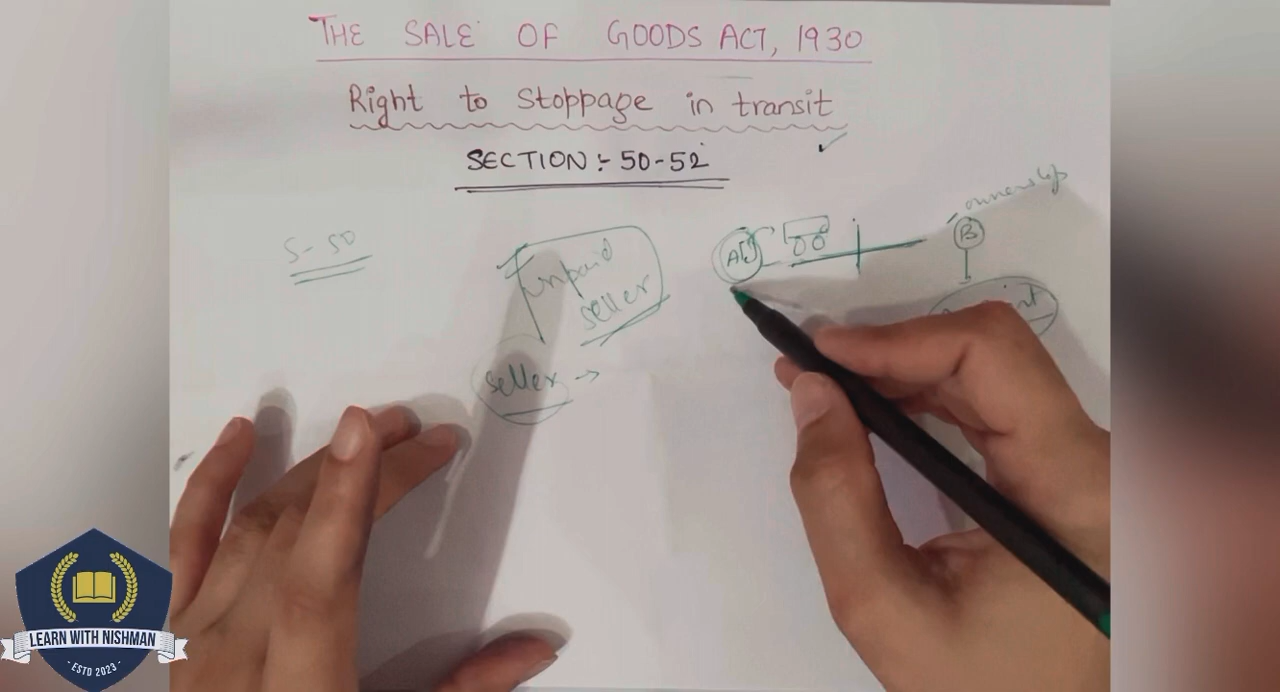 THE SALE OF GOODS ACT, 1930
Right to Stoppage in transit
SECTION :- 50-52
S-50
unpaid
seller
A
B
ownership
seller →
LEARN WITH NISHMAN
- ESTD 2023 -